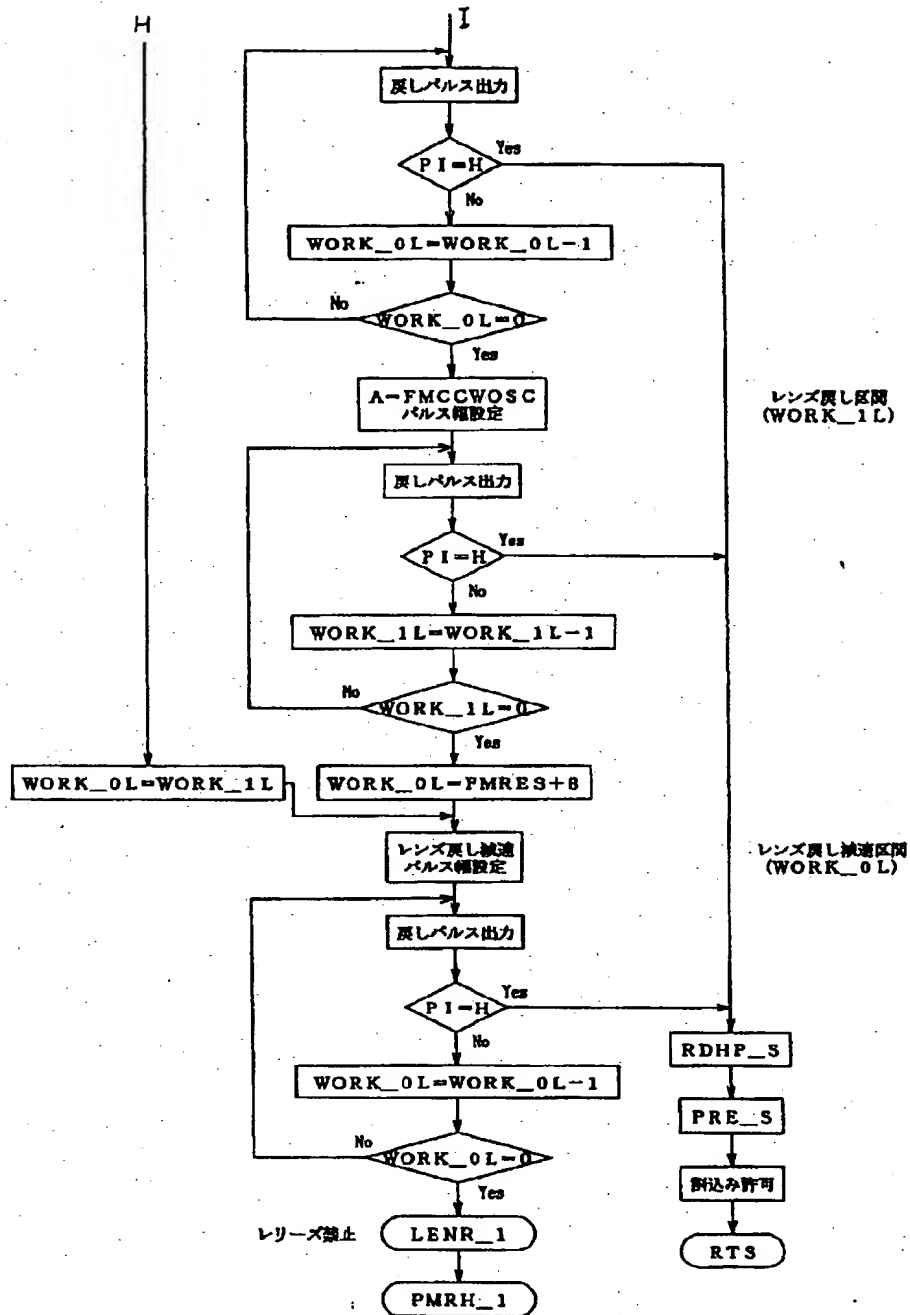 H
I
戻しパルス出力
PI=H
Yes
No
WORK_0L=WORK_0L-1
No
WORK_0L=0
Yes
A-FMCCWOSC
パルス幅設定
レンズ戻し区間
(WORK_1L)
戻しパルス出力
PI=H
Yes
No
WORK_1L=WORK_1L-1
No
WORK_1L=0
Yes
WORK_0L=WORK_1L
WORK_0L=FMRES+8
レンズ戻し減速
パルス幅設定
レンズ戻し減速区間
(WORK_0L)
戻しパルス出力
PI=H
Yes
No
RDHP_S
WORK_0L=WORK_0L-1
PRE_S
No
WORK_0L=0
Yes
割込み許可
レリーズ禁止
LENR_1
RTS
PMRH_1